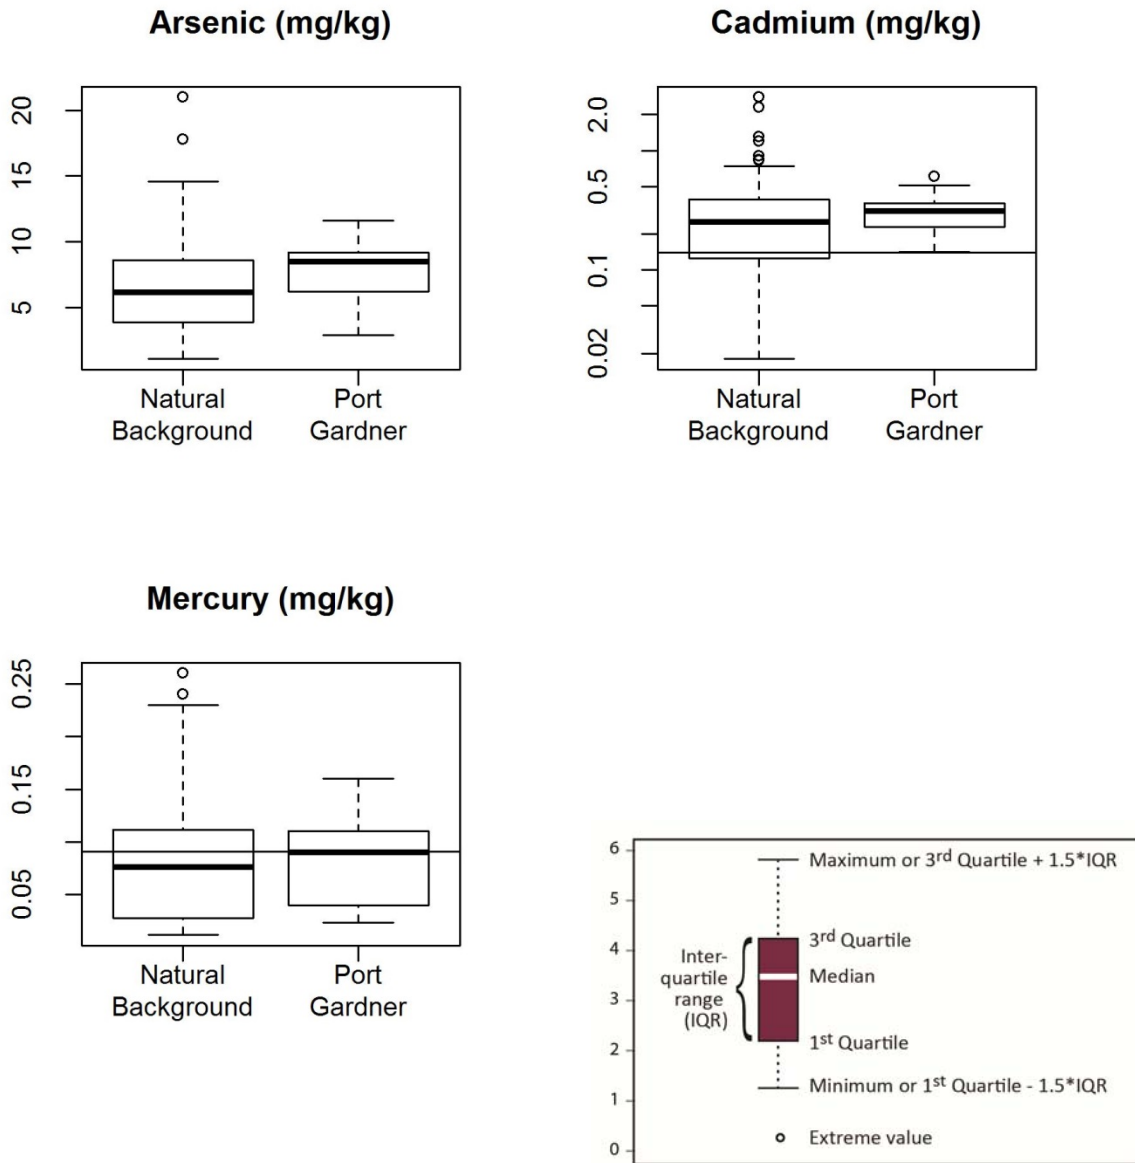 Arsenic (mg/kg)
20
15
10
5
Natural
Background
Port
Gardner
Cadmium (mg/kg)
2.0
0.5
0.1
0.02
Natural
Background
Port
Gardner
Mercury (mg/kg)
0.25
0.15
0.05
Natural
Background
Port
Gardner
6
5
4
3
2
1
0
Maximum or 3rd Quartile + 1.5*IQR
3rd Quartile
Inter-
quartile
range
(IQR)
Median
1st Quartile
Minimum or 1st Quartile - 1.5*IQR
Extreme value